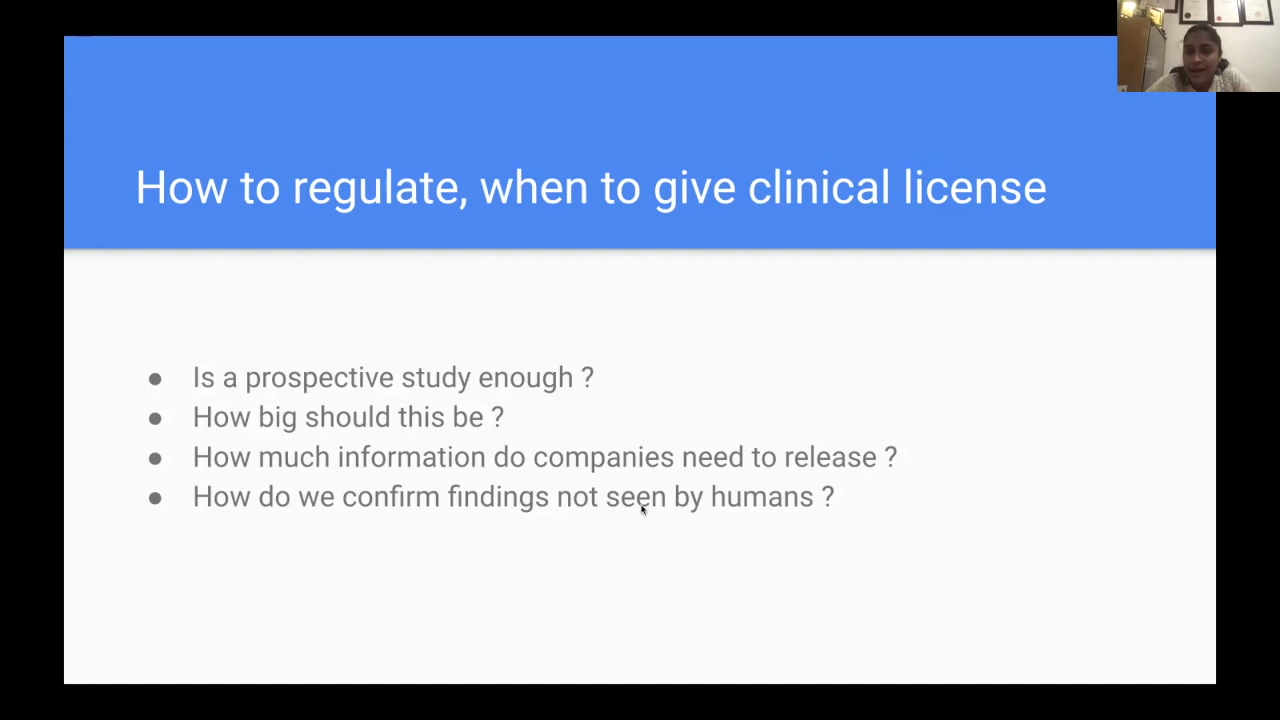 How to regulate, when to give clinical license
● Is a prospective study enough ?
● How big should this be ?
● How much information do companies need to release ?
● How do we confirm findings not seen by humans ?